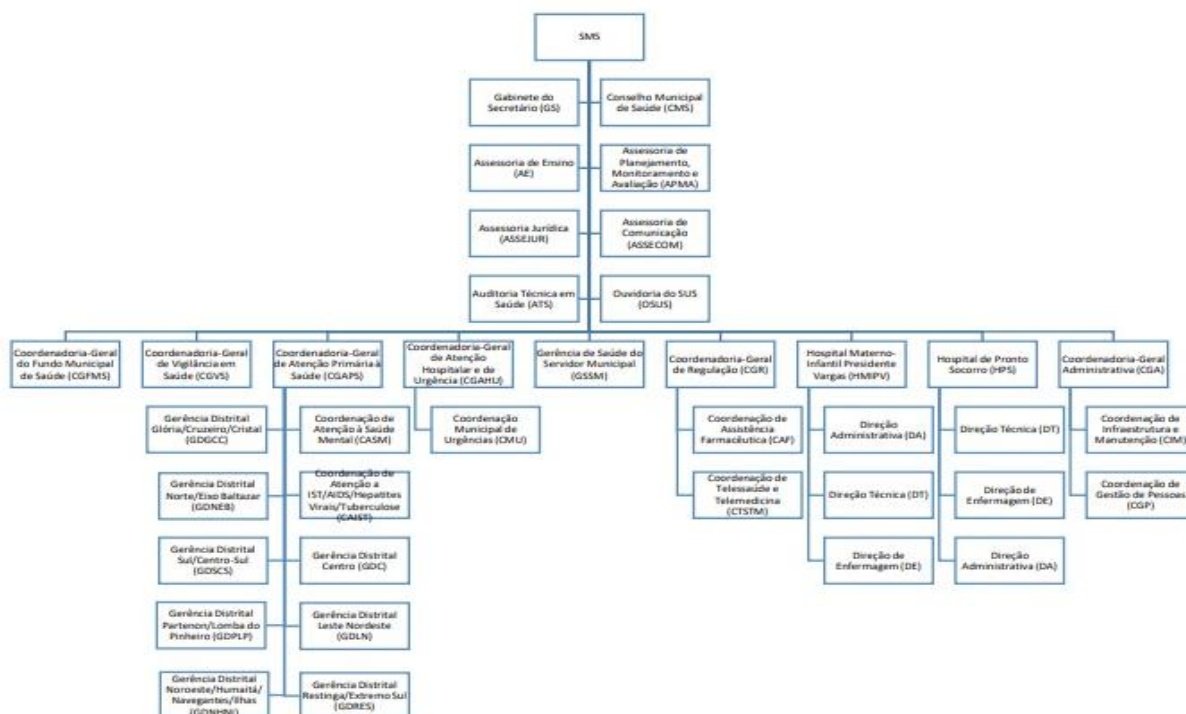 SMS
Gabinete do
Secretário (GS)
Conselho Municipal
de Saúde (CMS)
Assessoria de Ensino
(AE)
Assessoria de
Planejamento,
Monitoramento e
Avaliação (APMA)
Assessoria Jurídica
(ASSEJUR)
Assessoria de
Comunicação
(ASSECOM)
Auditoria Técnica em
Saúde (ATS)
Ouvidoria do SUS
(OSUS)
Coordenadoria-Geral
do Fundo Municipal
de Saúde (CGFMS)
Coordenadoria-Geral
de Vigilância em
Saúde (CGVS)
Coordenadoria-Geral
de Atenção Primária à
Saúde (CGAPS)
Coordenadoria-Geral
de Atenção
Hospitalar e de
Urgência (CGAHU)
Gerência de Saúde do
Servidor Municipal
(GSSM)
Coordenadoria-Geral
de Regulação (CGR)
Hospital Materno-
Infantil Presidente
Vargas (HMIPV)
Hospital de Pronto
Socorro (HPS)
Coordenadoria-Geral
Administrativa (CGA)
Gerência Distrital
Glória/Cruzeiro/Cristal
(GDGCC)
Coordenação de
Atenção à Saúde
Mental (CASM)
Coordenação
Municipal de
Urgências (CMU)
Coordenação de
Assistência
Farmacêutica (CAF)
Direção
Administrativa (DA)
Direção Técnica (DT)
Coordenação de
Infraestrutura e
Manutenção (CIM)
Gerência Distrital
Norte/Eixo Baltazar
(GDNEB)
Coordenação de
Atenção a
IST/AIDS/Hepatites
Virais/Tuberculose
(CAIST)
Coordenação de
Telessaúde e
Telemedicina
(CTSTM)
Direção Técnica (DT)
Direção de
Enfermagem (DE)
Coordenação de
Gestão de Pessoas
(CGP)
Gerência Distrital
Sul/Centro-Sul
(GDSCS)
Gerência Distrital
Centro (GDC)
Direção de
Enfermagem (DE)
Direção
Administrativa (DA)
Gerência Distrital
Partenon/Lomba do
Pinheiro (GDPLP)
Gerência Distrital
Leste Nordeste
(GDLN)
Gerência Distrital
Noroeste/Humaitá/
Navegantes/Ilhas
(GDNHNI)
Gerência Distrital
Restinga/Extremo Sul
(GDRES)